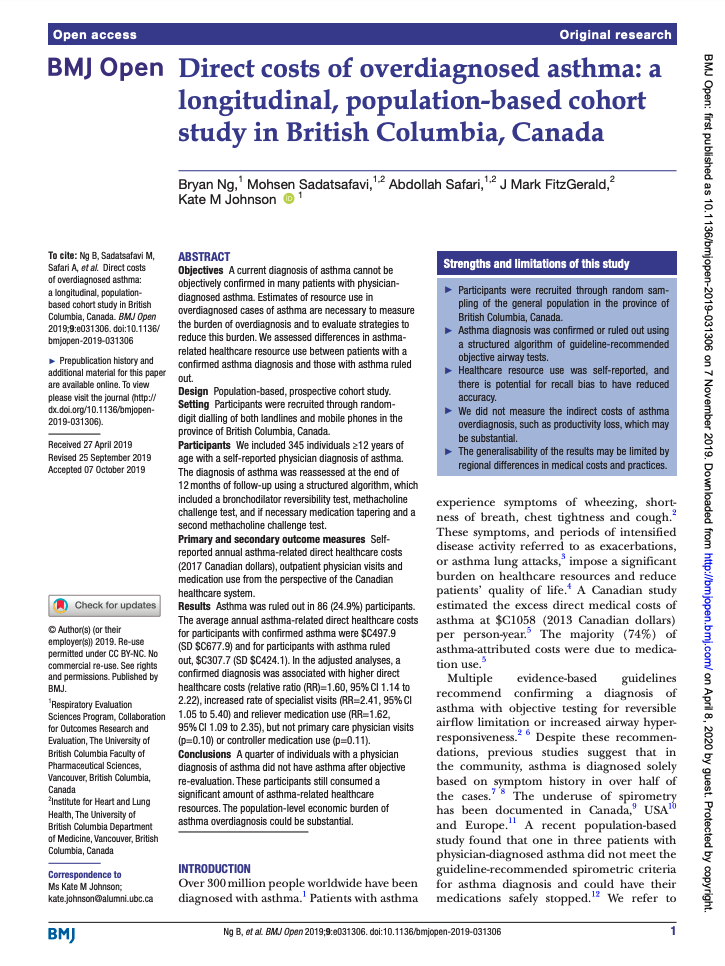 Open access
Original research
BMJ Open
Direct costs of overdiagnosed asthma: a
longitudinal, population-based cohort
study in British Columbia, Canada
Bryan Ng,1 Mohsen Sadatsafavi,1,2 Abdollah Safari,1,2 J Mark FitzGerald,2
Kate M Johnson iD 1
To cite: Ng B, Sadatsafavi M,
Safari A, et al. Direct costs
of overdiagnosed asthma:
a longitudinal, population-
based cohort study in British
Columbia, Canada. BMJ Open
2019;9:e031306. doi:10.1136/
bmjopen-2019-031306
► Prepublication history and
additional material for this paper
are available online. To view
please visit the journal (http://
dx.doi.org/10.1136/bmjopen-
2019-031306).
Received 27 April 2019
Revised 25 September 2019
Accepted 07 October 2019
Check for updates
© Author(s) (or their
employer(s)) 2019. Re-use
permitted under CC BY-NC. No
commercial re-use. See rights
and permissions. Published by
BMJ.
1Respiratory Evaluation
Sciences Program, Collaboration
for Outcomes Research and
Evaluation, The University of
British Columbia Faculty of
Pharmaceutical Sciences,
Vancouver, British Columbia,
Canada
2Institute for Heart and Lung
Health, The University of
British Columbia Department
of Medicine, Vancouver, British
Columbia, Canada
Correspondence to
Ms Kate M Johnson;
kate.johnson@alumni.ubc.ca
ABSTRACT
Objectives A current diagnosis of asthma cannot be
objectively confirmed in many patients with physician-
diagnosed asthma. Estimates of resource use in
overdiagnosed cases of asthma are necessary to measure
the burden of overdiagnosis and to evaluate strategies to
reduce this burden. We assessed differences in asthma-
related healthcare resource use between patients with a
confirmed asthma diagnosis and those with asthma ruled
out.
Design Population-based, prospective cohort study.
Setting Participants were recruited through random-
digit dialling of both landlines and mobile phones in the
province of British Columbia, Canada.
Participants We included 345 individuals ≥12 years of
age with a self-reported physician diagnosis of asthma.
The diagnosis of asthma was reassessed at the end of
12 months of follow-up using a structured algorithm, which
included a bronchodilator reversibility test, methacholine
challenge test, and if necessary medication tapering and a
second methacholine challenge test.
Primary and secondary outcome measures Self-
reported annual asthma-related direct healthcare costs
(2017 Canadian dollars), outpatient physician visits and
medication use from the perspective of the Canadian
healthcare system.
Results Asthma was ruled out in 86 (24.9%) participants.
The average annual asthma-related direct healthcare costs
for participants with confirmed asthma were $C497.9
(SD $C677.9) and for participants with asthma ruled
out, $C307.7 (SD $C424.1). In the adjusted analyses, a
confirmed diagnosis was associated with higher direct
healthcare costs (relative ratio (RR)=1.60, 95% CI 1.14 to
2.22), increased rate of specialist visits (RR=2.41, 95% CI
1.05 to 5.40) and reliever medication use (RR=1.62,
95% CI 1.09 to 2.35), but not primary care physician visits
(p=0.10) or controller medication use (p=0.11).
Conclusions A quarter of individuals with a physician
diagnosis of asthma did not have asthma after objective
re-evaluation. These participants still consumed a
significant amount of asthma-related healthcare
resources. The population-level economic burden of
asthma overdiagnosis could be substantial.
INTRODUCTION
Over 300 million people worldwide have been
diagnosed with asthma.1 Patients with asthma
Strengths and limitations of this study
► Participants were recruited through random sam-
pling of the general population in the province of
British Columbia, Canada.
► Asthma diagnosis was confirmed or ruled out using
a structured algorithm of guideline-recommended
objective airway tests.
► Healthcare resource use was self-reported, and
there is potential for recall bias to have reduced
accuracy.
► We did not measure the indirect costs of asthma
overdiagnosis, such as productivity loss, which may
be substantial.
► The generalisability of the results may be limited by
regional differences in medical costs and practices.
experience symptoms of wheezing, short-
ness of breath, chest tightness and cough.2
These symptoms, and periods of intensified
disease activity referred to as exacerbations,
or asthma lung attacks,3 impose a significant
burden on healthcare resources and reduce
patients' quality of life.4 A Canadian study
estimated the excess direct medical costs of
asthma at $C1058 (2013 Canadian dollars)
per person-year.5 The majority (74%) of
asthma-attributed costs were due to medica-
tion use.5
Multiple evidence-based guidelines
recommend confirming a diagnosis of
asthma with objective testing for reversible
airflow limitation or increased airway hyper-
responsiveness.2 6 Despite these recommen-
dations, previous studies suggest that in
the community, asthma is diagnosed solely
based on symptom history in over half of
the cases.7 8 The underuse of spirometry
has been documented in Canada,9 USA10
and Europe.11 A recent population-based
study found that one in three patients with
physician-diagnosed asthma did not meet the
guideline-recommended spirometric criteria
for asthma diagnosis and could have their
medications safely stopped.12 We refer to
BMJ
Ng B, et al. BMJ Open 2019;9:e031306. doi:10.1136/bmjopen-2019-031306
1
BMJ Open: first published as 10.1136/bmjopen-2019-031306 on 7 November 2019. Downloaded from http://bmjopen.bmj.com/ on April 8, 2020 by guest. Protected by copyright.